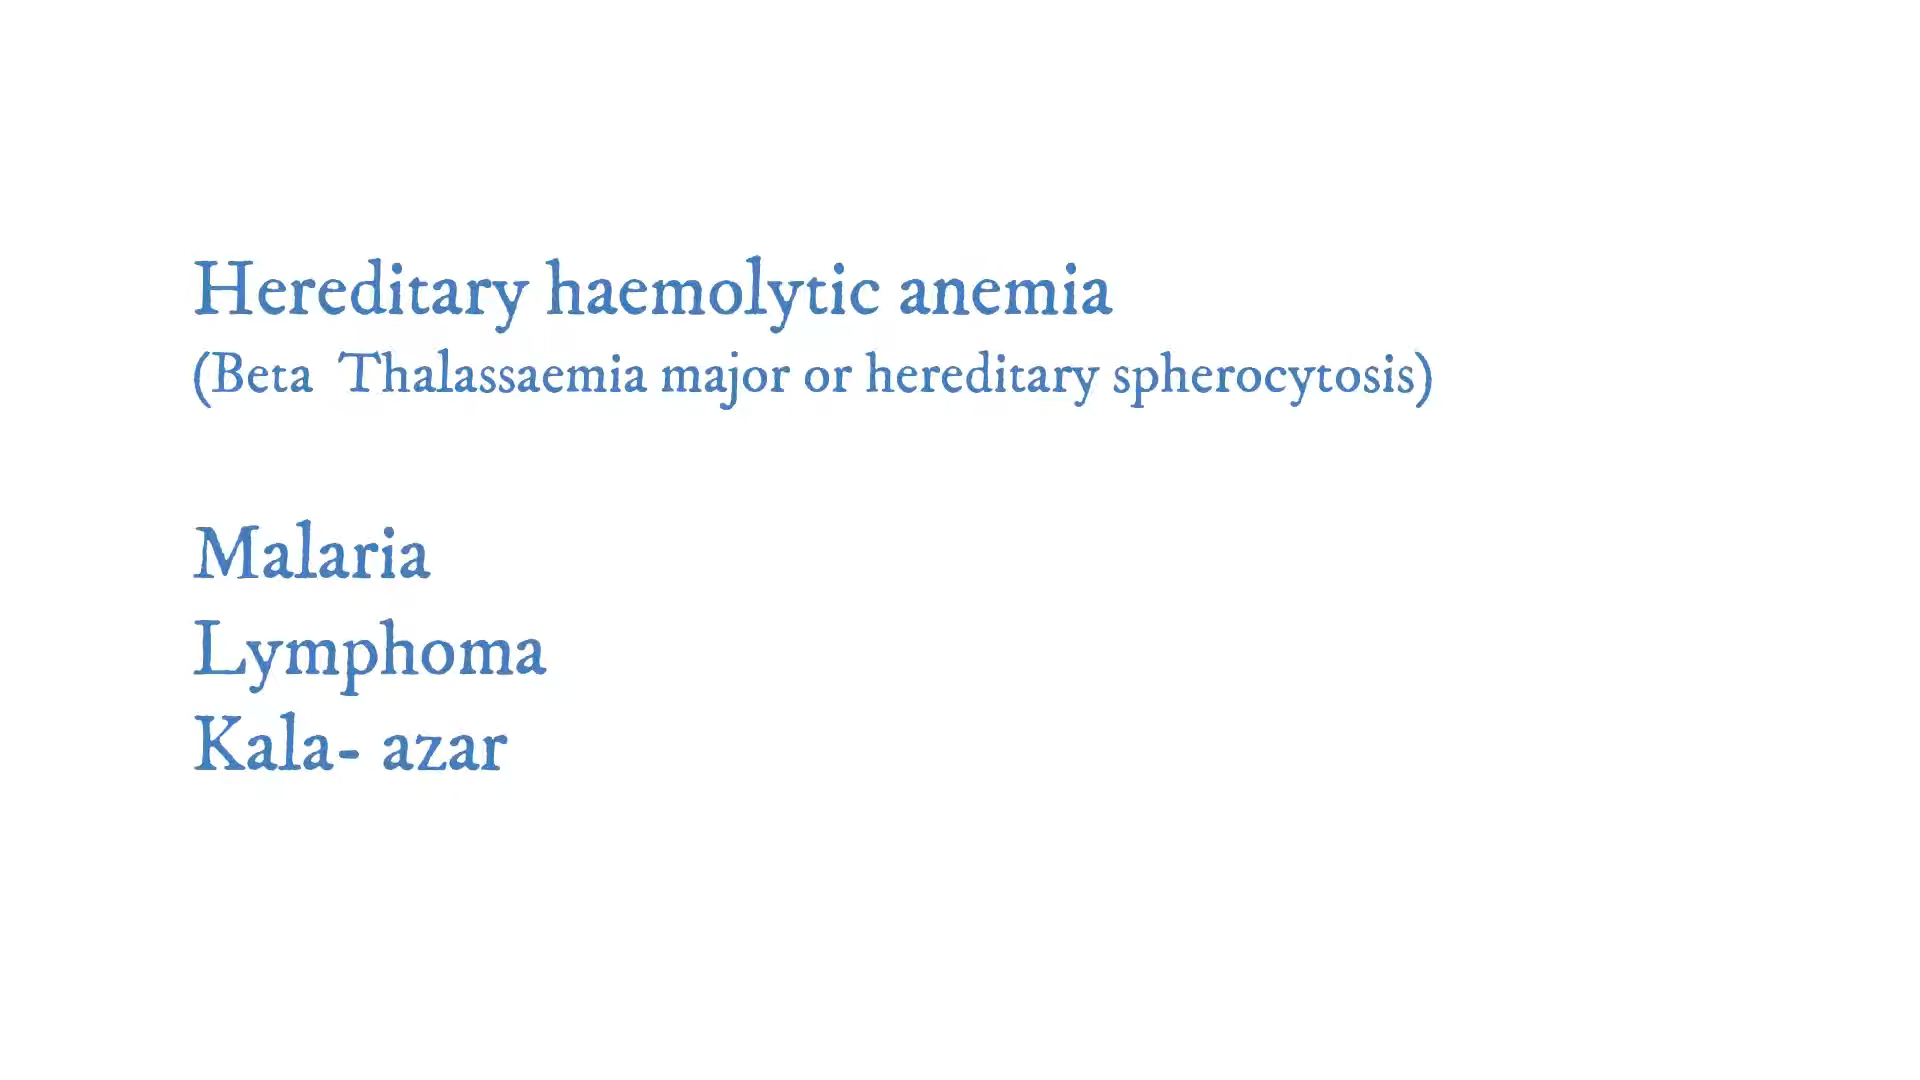 Hereditary haemolytic anemia
(Beta Thalassaemia major or hereditary spherocytosis)
Malaria
Lymphoma
Kala- azar